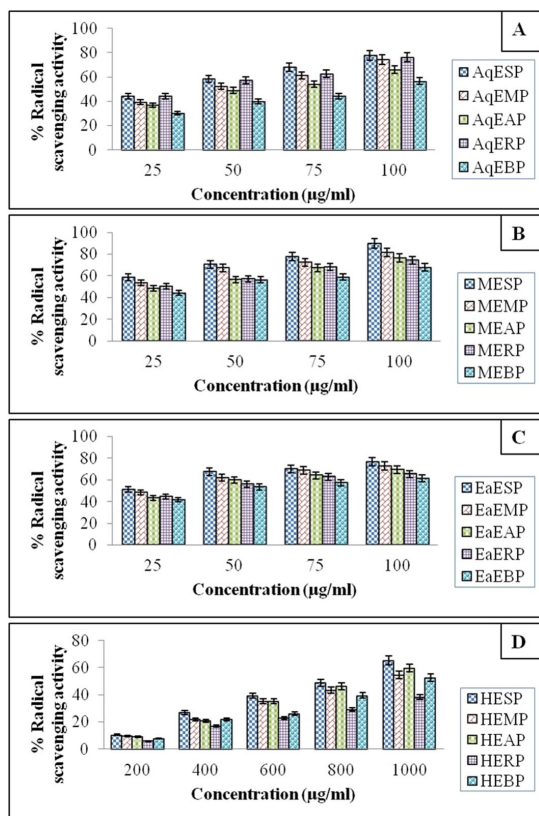 A
% Radical
scavenging activity
100
80
60
40
20
0
25 50 75 100
Concentration (µg/ml)
AqESP
AqEMP
AqEAP
AqERP
AqEBP
B
% Radical
scavenging activity
100
80
60
40
20
0
25 50 75 100
Concentration (µg/ml)
MESP
MEMP
MEAP
MERP
MEBP
C
% Radical
scavenging activity
100
80
60
40
20
0
25 50 75 100
Concentration (µg/ml)
EaESP
EaEMP
EaEAP
EaERP
EaEBP
D
% Radical
scavenging activity
80
60
40
20
0
200 400 600 800 1000
Concentration (µg/ml)
HESP
HEMP
HEAP
HERP
HEBP